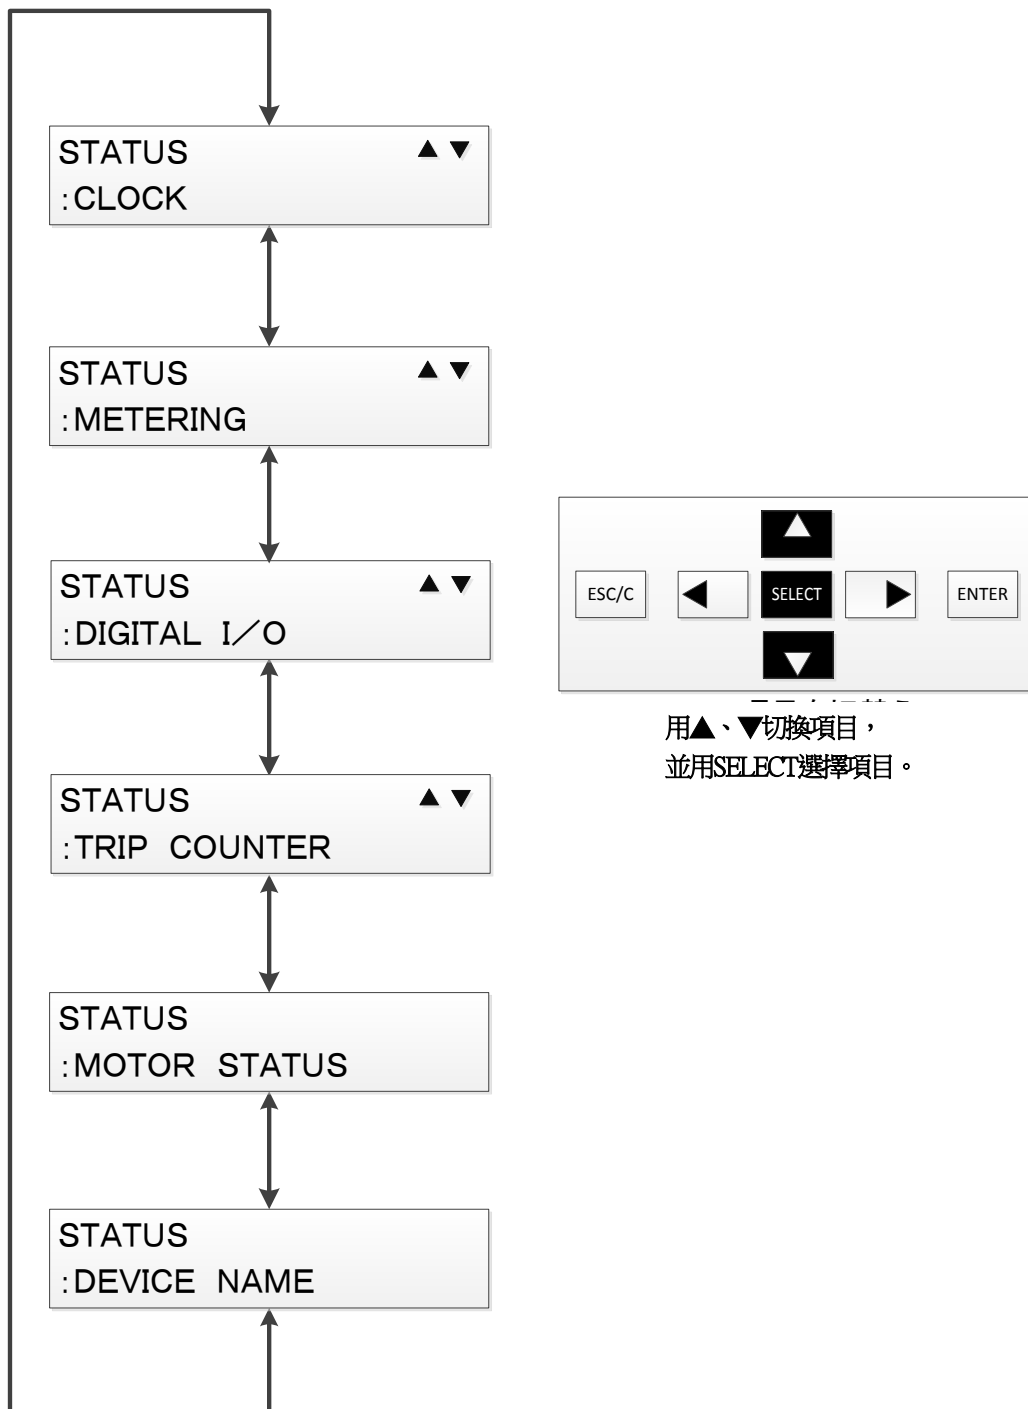 STATUS ▲ ▼
:CLOCK
STATUS ▲ ▼
:METERING
STATUS ▲ ▼
:DIGITAL I／O
STATUS ▲ ▼
:TRIP COUNTER
STATUS
:MOTOR STATUS
STATUS
:DEVICE NAME
ESC/C
SELECT
ENTER
用▲、▼切換項目，
並用SELECT選擇項目。